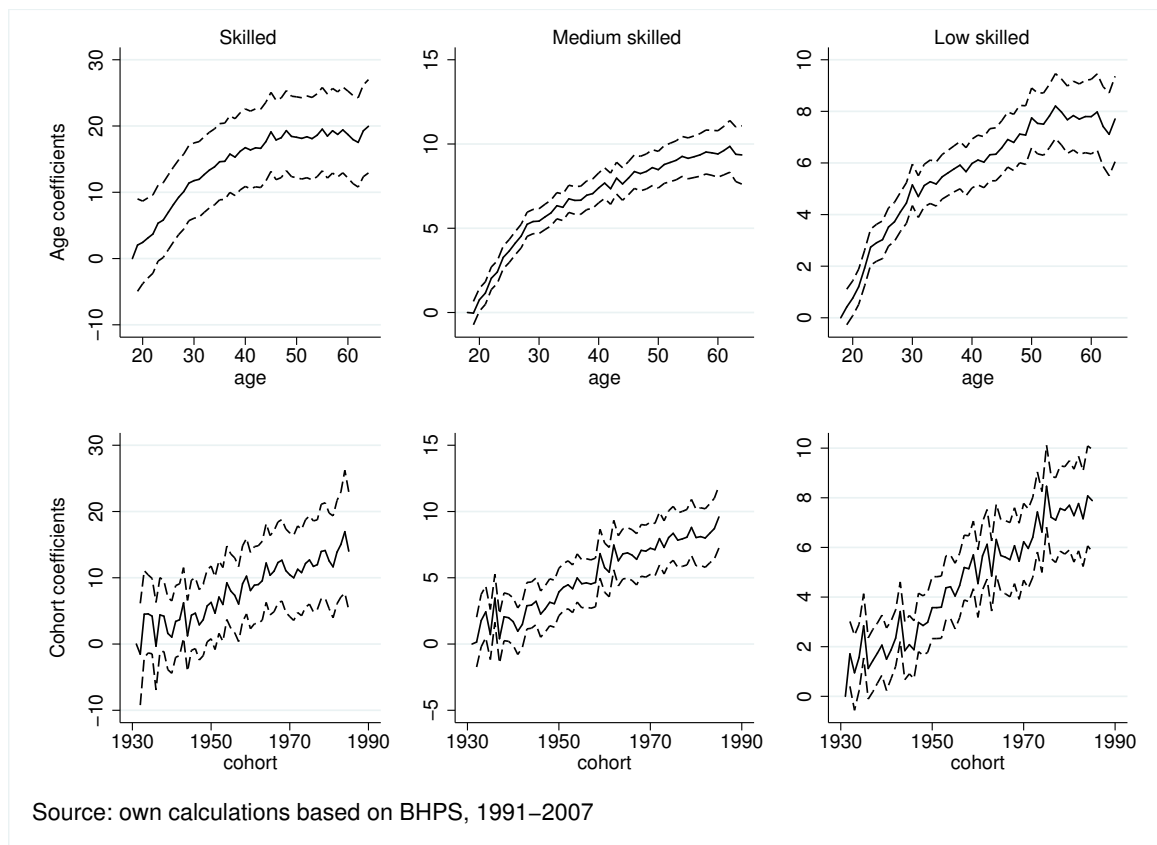 Skilled
Medium skilled
Low skilled
Age coefficients
30
20
10
0
−10
20 30 40 50 60
age
15
10
5
0
20 30 40 50 60
age
10
8
6
4
2
0
20 30 40 50 60
age
Cohort coefficients
30
20
10
0
−10
1930 1950 1970 1990
cohort
15
10
5
0
−5
1930 1950 1970 1990
cohort
10
8
6
4
2
0
1930 1950 1970 1990
cohort
Source: own calculations based on BHPS, 1991−2007